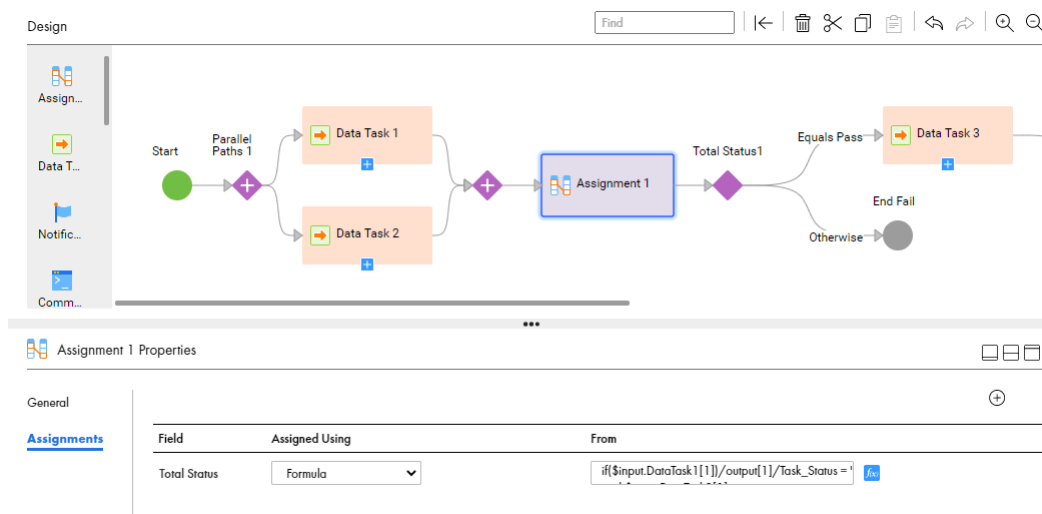 Design
Find
Assign...
Data T...
Notific...
Comm...
Start
Parallel
Paths 1
Data Task 1
Data Task 2
Assignment 1
Total Status1
Equals Pass
Otherwise
Data Task 3
End Fail
Assignment 1 Properties
General
Assignments
Field
Assigned Using
From
Total Status
Formula
if($input.DataTask1[1])/output[1]/Task_Status = '
fx